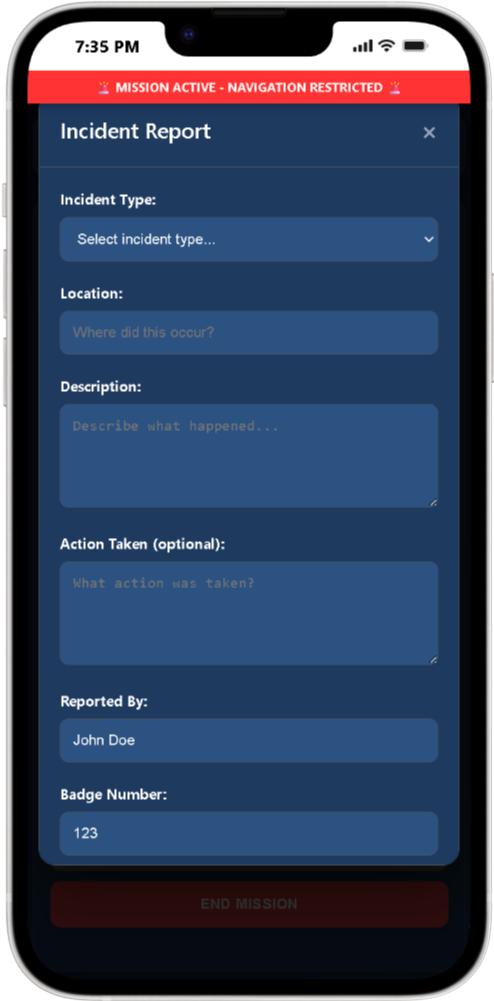 7:35 PM
🚨 MISSION ACTIVE - NAVIGATION RESTRICTED 🚨
Incident Report ×
Incident Type:
Select incident type...
Location:
Where did this occur?
Description:
Describe what happened...
Action Taken (optional):
What action was taken?
Reported By:
John Doe
Badge Number:
123
END MISSION